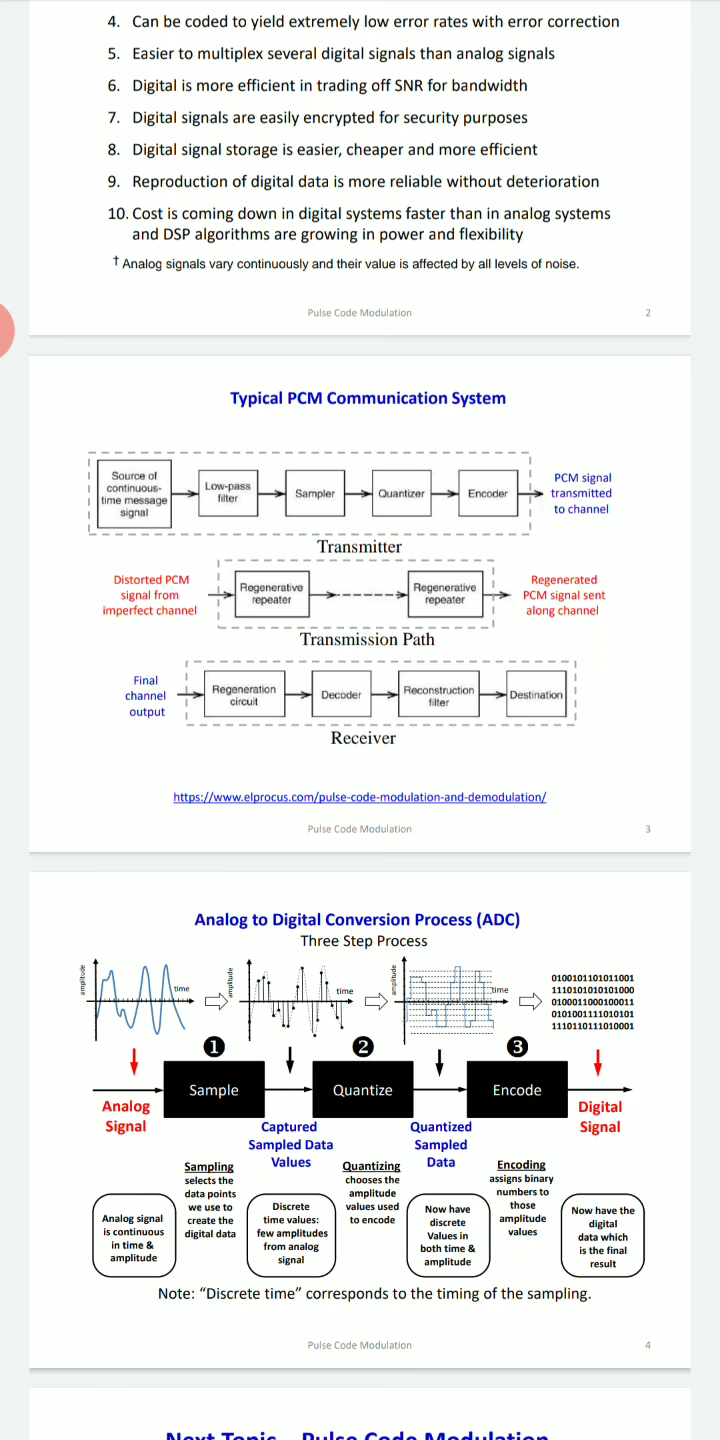 4. Can be coded to yield extremely low error rates with error correction
5. Easier to multiplex several digital signals than analog signals
6. Digital is more efficient in trading off SNR for bandwidth
7. Digital signals are easily encrypted for security purposes
8. Digital signal storage is easier, cheaper and more efficient
9. Reproduction of digital data is more reliable without deterioration
10. Cost is coming down in digital systems faster than in analog systems
and DSP algorithms are growing in power and flexibility
† Analog signals vary continuously and their value is affected by all levels of noise.
Pulse Code Modulation
2
Typical PCM Communication System
Source of
continuous-
time message
signal
Low-pass
filter
Sampler
Quantizer
Encoder
PCM signal
transmitted
to channel
Transmitter
Distorted PCM
signal from
imperfect channel
Regenerative
repeater
Regenerative
repeater
Regenerated
PCM signal sent
along channel
Transmission Path
Final
channel
output
Regeneration
circuit
Decoder
Reconstruction
filter
Destination
Receiver
https://www.elprocus.com/pulse-code-modulation-and-demodulation/
Pulse Code Modulation
3
Analog to Digital Conversion Process (ADC)
Three Step Process
amplitude
time
amplitude
time
amplitude
time
0100101101011001
1110101010101000
0100011000100011
0101001111010101
1110110111010001
1
2
3
Sample
Quantize
Encode
Analog
Signal
Captured
Sampled Data
Values
Quantized
Sampled
Data
Digital
Signal
Sampling
selects the
data points
we use to
create the
digital data
Quantizing
chooses the
amplitude
values used
to encode
Encoding
assigns binary
numbers to
those
amplitude
values
Analog signal
is continuous
in time &
amplitude
Discrete
time values:
few amplitudes
from analog
signal
Now have
discrete
Values in
both time &
amplitude
Now have the
digital
data which
is the final
result
Note: “Discrete time” corresponds to the timing of the sampling.
Pulse Code Modulation
4
Next Topic – Pulse Code Modulation